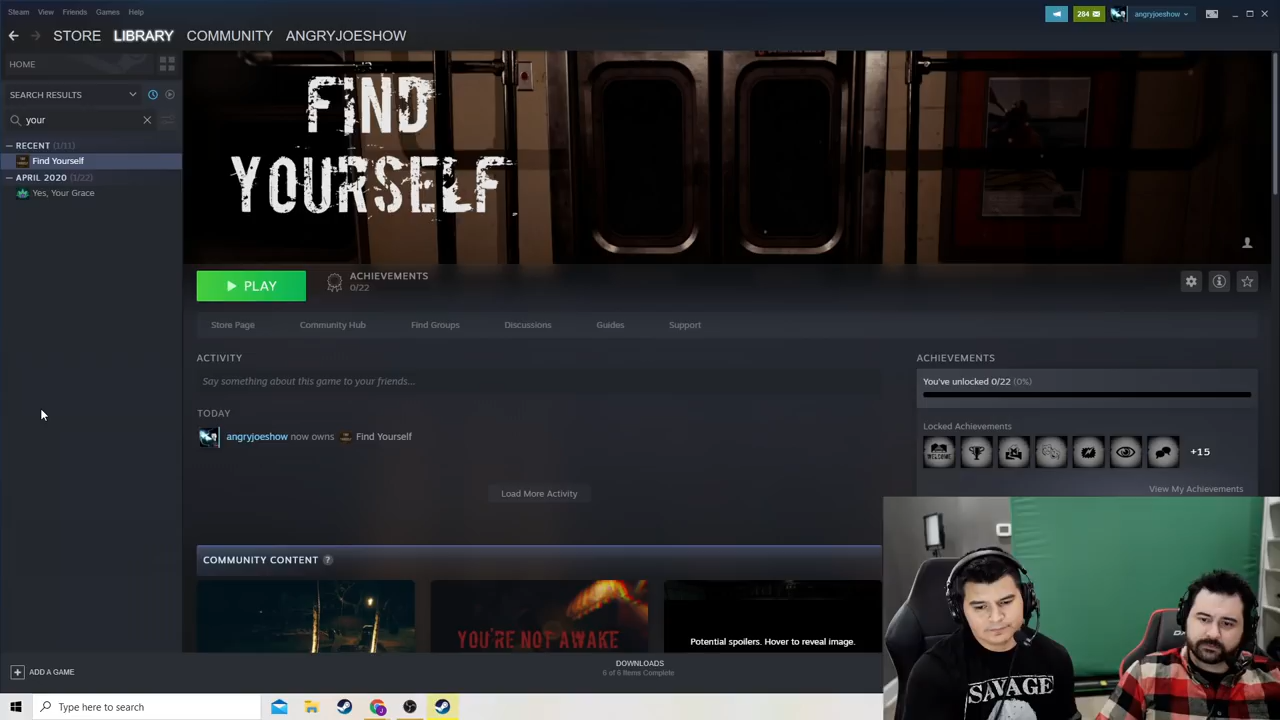 Steam View Friends Games Help
284
angryjoeshow
STORE LIBRARY COMMUNITY ANGRYJOESHOW
HOME
SEARCH RESULTS
your
RECENT (1/11)
Find Yourself
APRIL 2020 (1/22)
Yes, Your Grace
FIND
YOURSELF
PLAY
ACHIEVEMENTS
0/22
Store Page Community Hub Find Groups Discussions Guides Support
ACTIVITY
Say something about this game to your friends...
TODAY
angryjoeshow now owns Find Yourself
Load More Activity
ACHIEVEMENTS
You've unlocked 0/22 (0%)
Locked Achievements
+15
View My Achievements
COMMUNITY CONTENT ?
YOU'RE NOT AWAKE
Potential spoilers. Hover to reveal image.
SAVAGE
ADD A GAME
DOWNLOADS
6 of 6 Items Complete
Type here to search